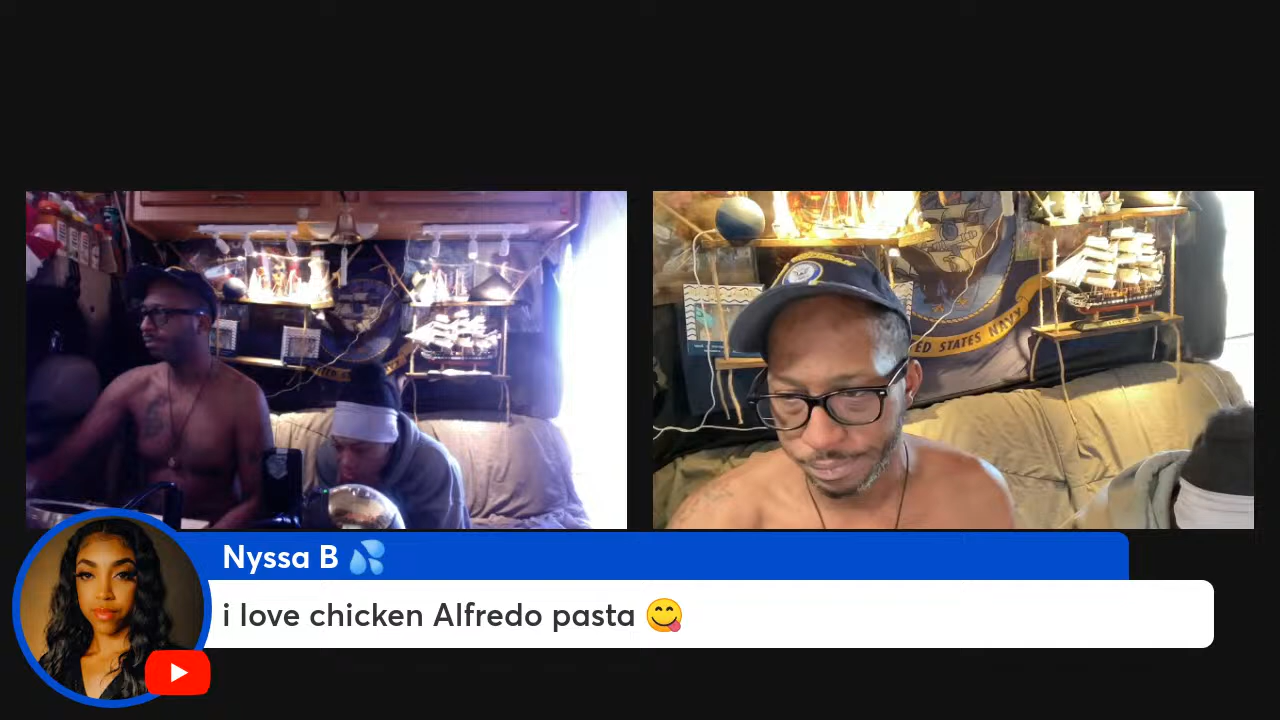 ED STATES NAVY
Nyssa B 💦
i love chicken Alfredo pasta 😋